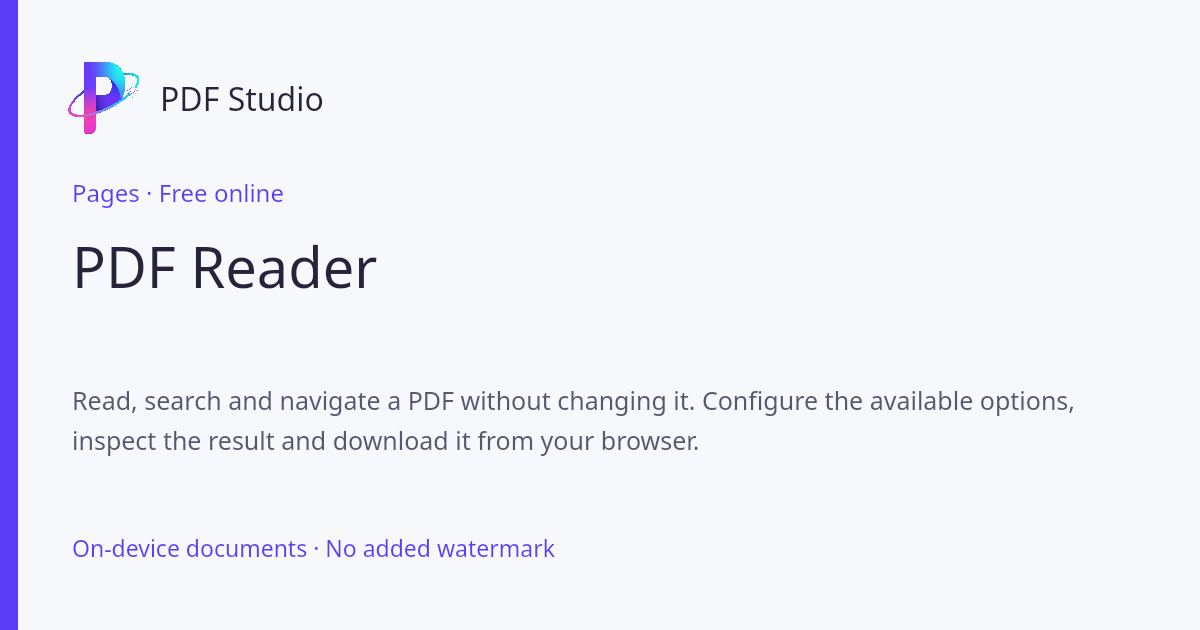 PDF Studio
Pages · Free online
PDF Reader
Read, search and navigate a PDF without changing it. Configure the available options,
inspect the result and download it from your browser.
On-device documents · No added watermark